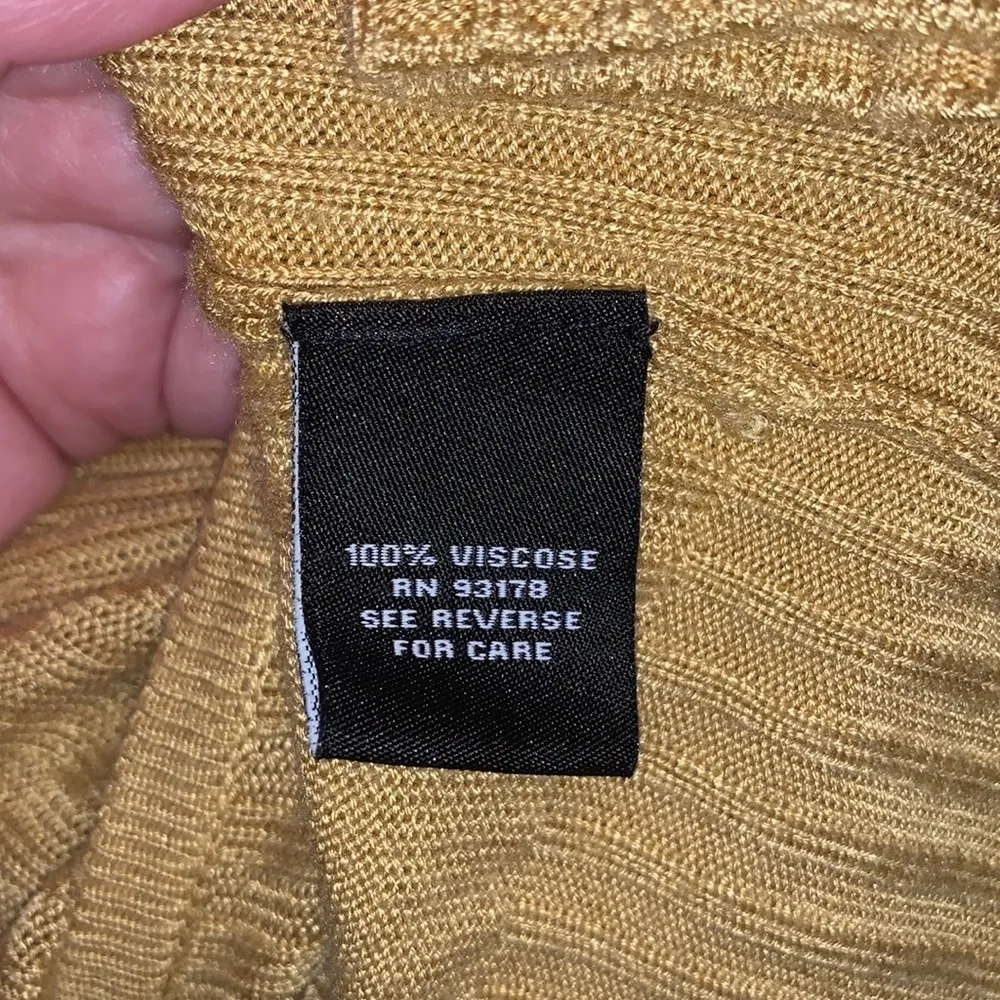 100% VISCOSE
RN 93178
SEE REVERSE
FOR CARE